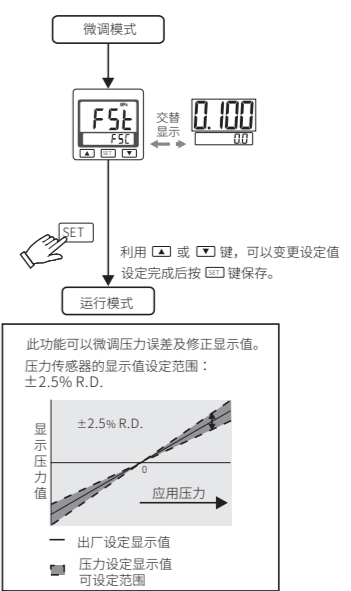 微调模式
MPa
FSt
FSC
SET
交替
显示
0.100
0.0
SET
利用 ▲ 或 ▼ 键，可以变更设定值
设定完成后按 SET 键保存。
运行模式
此功能可以微调压力误差及修正显示值。
压力传感器的显示值设定范围：
±2.5% R.D.
显示压力值
±2.5% R.D.
0
应用压力
出厂设定显示值
压力设定显示值
可设定范围